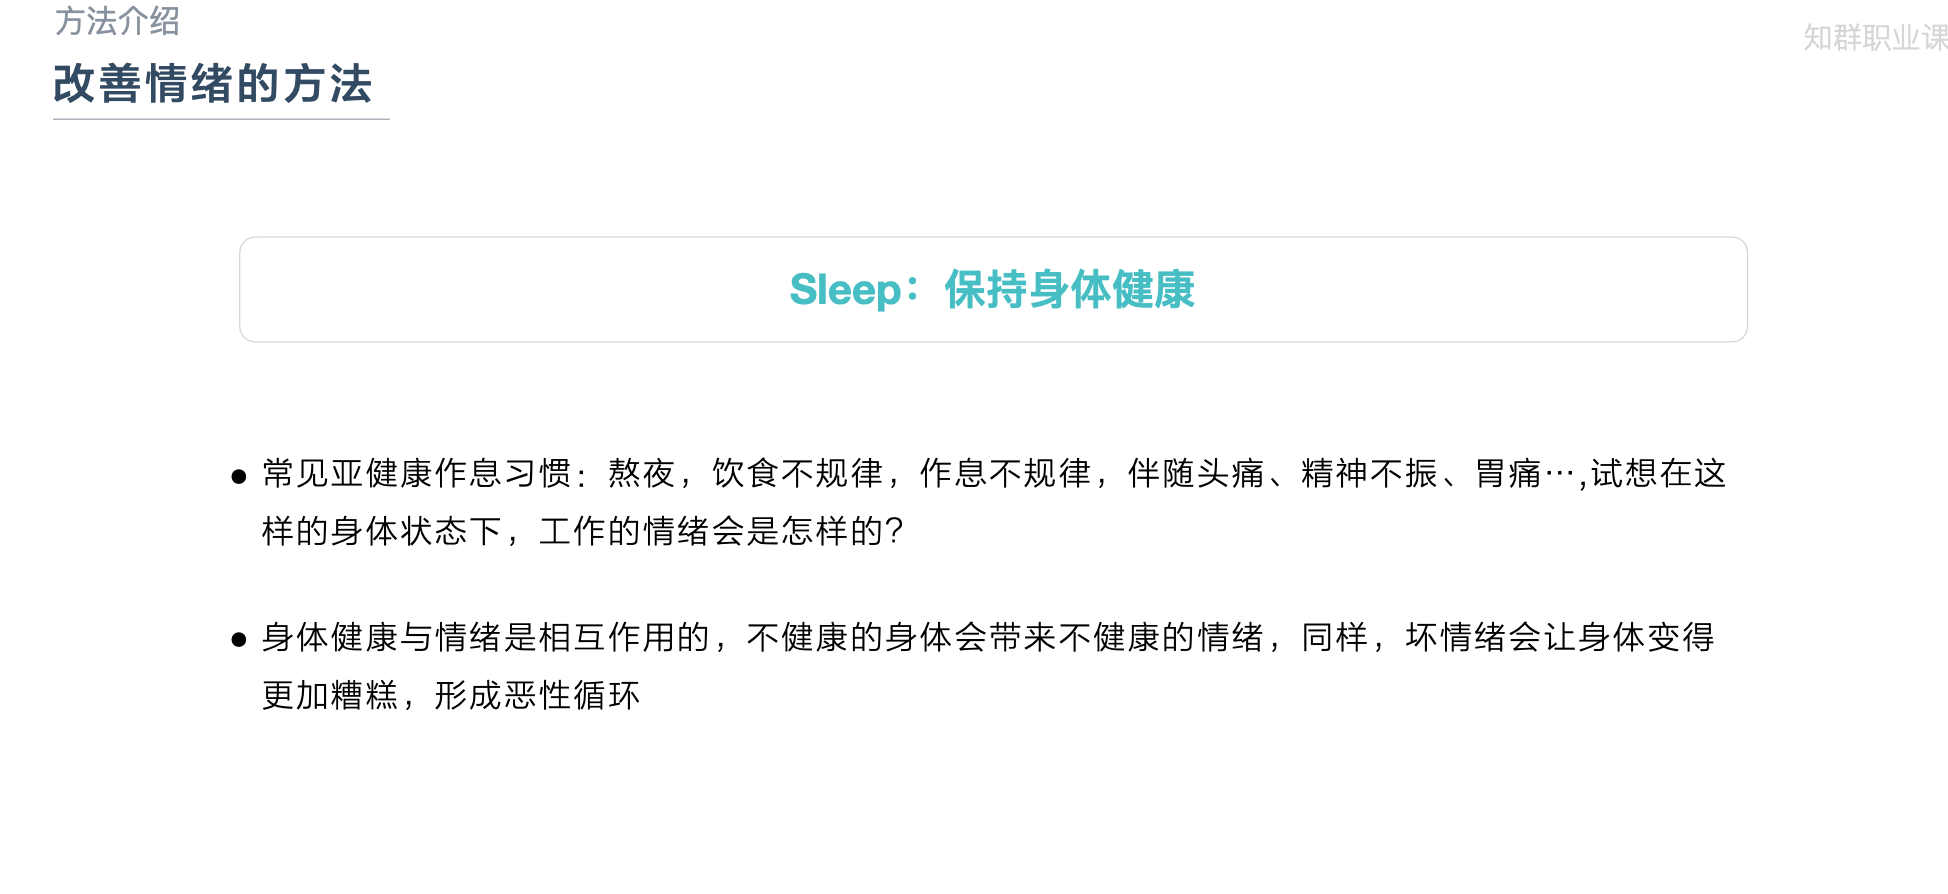 方法介绍
知群职业课
改善情绪的方法
Sleep：保持身体健康
● 常见亚健康作息习惯：熬夜，饮食不规律，作息不规律，伴随头痛、精神不振、胃痛…,试想在这
样的身体状态下，工作的情绪会是怎样的？
● 身体健康与情绪是相互作用的，不健康的身体会带来不健康的情绪，同样，坏情绪会让身体变得
更加糟糕，形成恶性循环